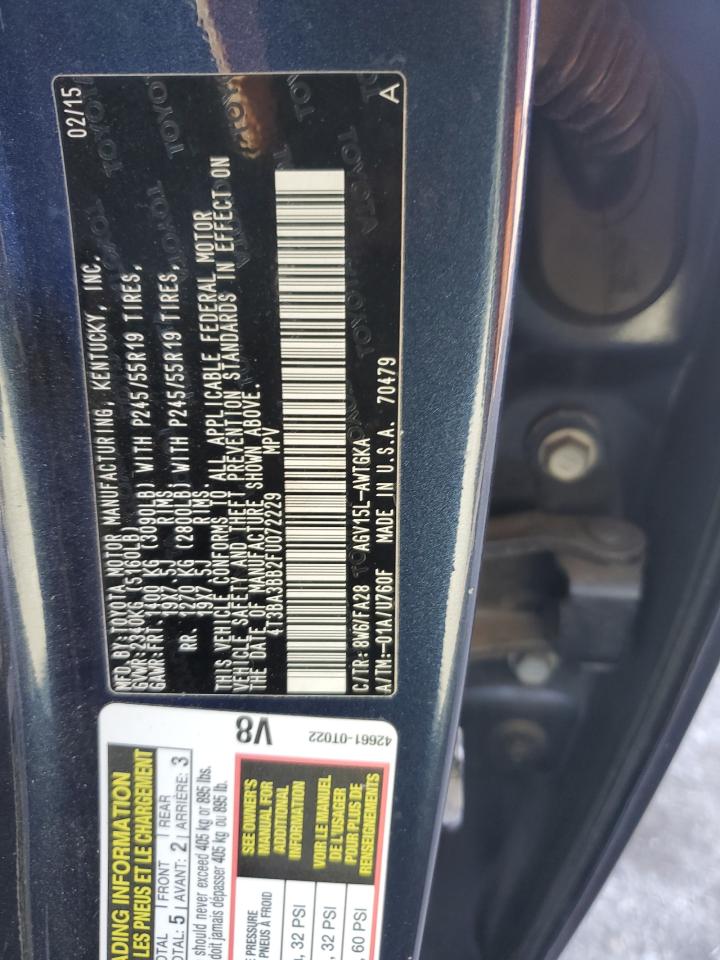 02/15
MFD. BY: TOYOTA MOTOR MANUFACTURING, KENTUCKY, INC.
GVWR: 2340KG (5160LB)
GAWR: FRT. 1400 KG (3090LB) WITH P245/55R19 TIRES,
19X7.5J RIMS
RR. 1270 KG (2800LB) WITH P245/55R19 TIRES,
19X7.5J RIMS
THIS VEHICLE CONFORMS TO ALL APPLICABLE FEDERAL MOTOR
VEHICLE SAFETY AND THEFT PREVENTION STANDARDS IN EFFECT ON
THE DATE OF MANUFACTURE SHOWN ABOVE.
4T3BA3BB2FU072229 MPV
C/TR: 8W6/FA28 AGV15L-AWTGKA
A/TM:-01A/U760F MADE IN U.S.A. 70479
A
V8
42661-0T022
ADING INFORMATION
LES PNEUS ET LE CHARGEMENT
TOTAL FRONT REAR
TOTAL: 5 AVANT: 2 ARRIÈRE: 3
should never exceed 405 kg or 895 lbs.
doit jamais dépasser 405 kg ou 895 lb.
PRESSURE
PNEUS À FROID
32 PSI
32 PSI
60 PSI
SEE OWNER'S
MANUAL FOR
ADDITIONAL
INFORMATION
VOIR LE MANUEL
DE L'USAGER
POUR PLUS DE
RENSEIGNEMENTS